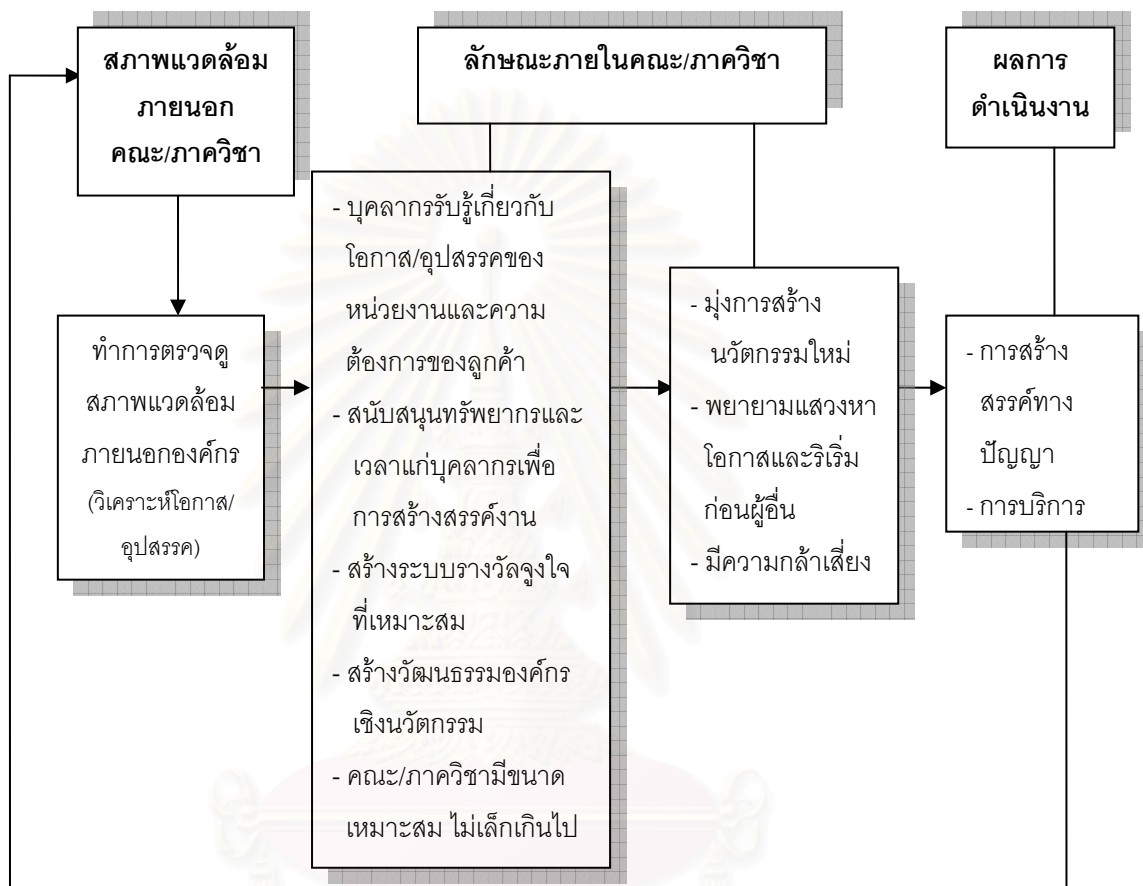 สภาพแวดล้อม
ภายนอก
คณะ/ภาควิชา
ลักษณะภายในคณะ/ภาควิชา
ผลการ
ดำเนินงาน
ทำการตรวจดู
สภาพแวดล้อม
ภายนอกองค์กร
(วิเคราะห์โอกาส/
อุปสรรค)
- บุคลากรรับรู้เกี่ยวกับ
โอกาส/อุปสรรคของ
หน่วยงานและความ
ต้องการของลูกค้า
- สนับสนุนทรัพยากรและ
เวลาแก่บุคลากรเพื่อ
การสร้างสรรค์งาน
- สร้างระบบรางวัลจูงใจ
ที่เหมาะสม
- สร้างวัฒนธรรมองค์กร
เชิงนวัตกรรม
- คณะ/ภาควิชามีขนาด
เหมาะสม ไม่เล็กเกินไป
- มุ่งการสร้าง
นวัตกรรมใหม่
- พยายามแสวงหา
โอกาสและริเริ่ม
ก่อนผู้อื่น
- มีความกล้าเสี่ยง
- การสร้าง
สรรค์ทาง
ปัญญา
- การบริการ